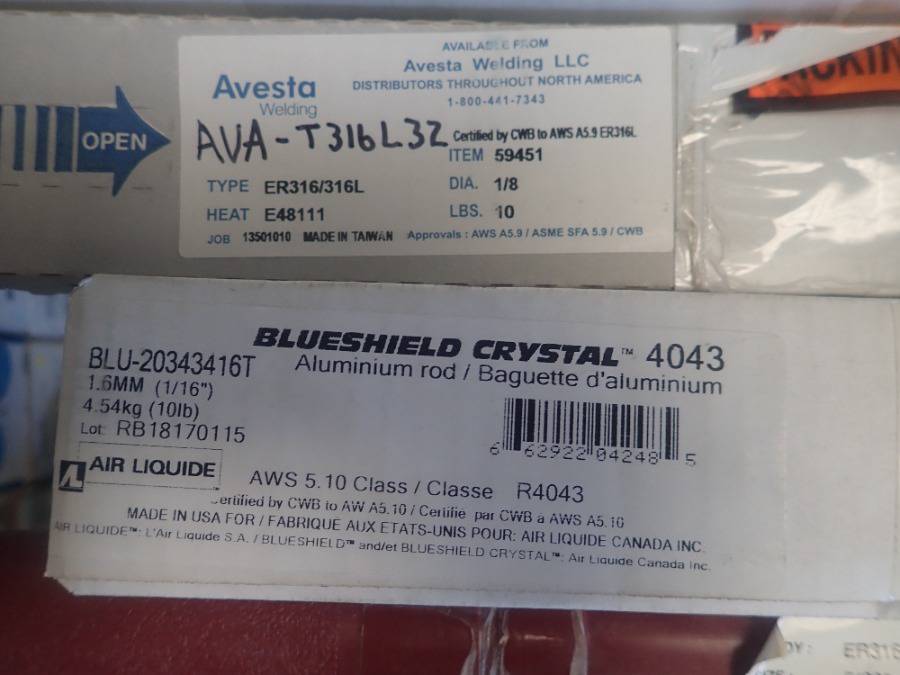 OPEN
AVAILABLE FROM
Avesta Welding LLC
DISTRIBUTORS THROUGHOUT NORTH AMERICA
1-800-441-7343
Avesta
Welding
AVA-T316L32
Certified by CWB to AWS A5.9 ER316L
ITEM 59451
TYPE ER316/316L
DIA. 1/8
HEAT E48111
LBS. 10
JOB 13501010 MADE IN TAIWAN Approvals : AWS A5.9 / ASME SFA 5.9 / CWB
BLUESHIELD CRYSTAL™ 4043
BLU-20343416T
Aluminium rod / Baguette d'aluminium
1.6MM (1/16")
4.54kg (10lb)
Lot: RB18170115
6 62922 04248 5
AIR LIQUIDE
AWS 5.10 Class / Classe R4043
ertified by CWB to AW A5.10 / Certifie par CWB à AWS A5.10
MADE IN USA FOR / FABRIQUÉ AUX ETATS-UNIS POUR: AIR LIQUIDE CANADA INC.
AIR LIQUIDE™: L'Air Liquide S.A. / BLUESHIELD™ and/et BLUESHIELD CRYSTAL™: Air Liquide Canada Inc.
ER316